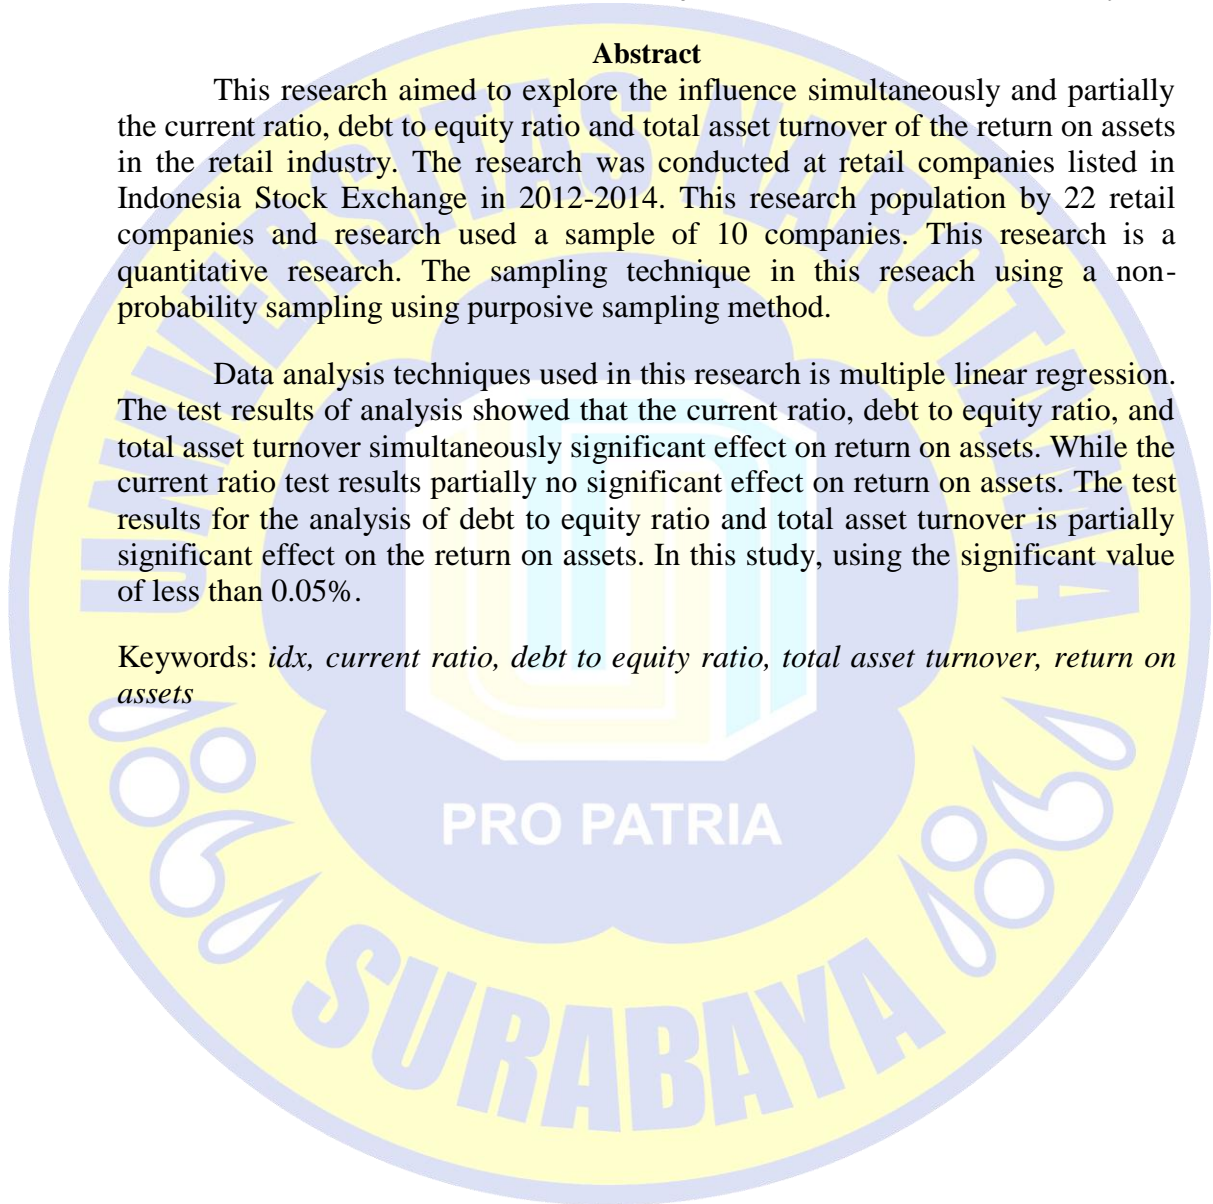 Abstract
This research aimed to explore the influence simultaneously and partially
the current ratio, debt to equity ratio and total asset turnover of the return on assets
in the retail industry. The research was conducted at retail companies listed in
Indonesia Stock Exchange in 2012-2014. This research population by 22 retail
companies and research used a sample of 10 companies. This research is a
quantitative research. The sampling technique in this reseach using a non-
probability sampling using purposive sampling method.
Data analysis techniques used in this research is multiple linear regression.
The test results of analysis showed that the current ratio, debt to equity ratio, and
total asset turnover simultaneously significant effect on return on assets. While the
current ratio test results partially no significant effect on return on assets. The test
results for the analysis of debt to equity ratio and total asset turnover is partially
significant effect on the return on assets. In this study, using the significant value
of less than 0.05%.
Keywords: idx, current ratio, debt to equity ratio, total asset turnover, return on
assets
UNIVERSITAS NAROTAMA
PRO PATRIA
SURABAYA